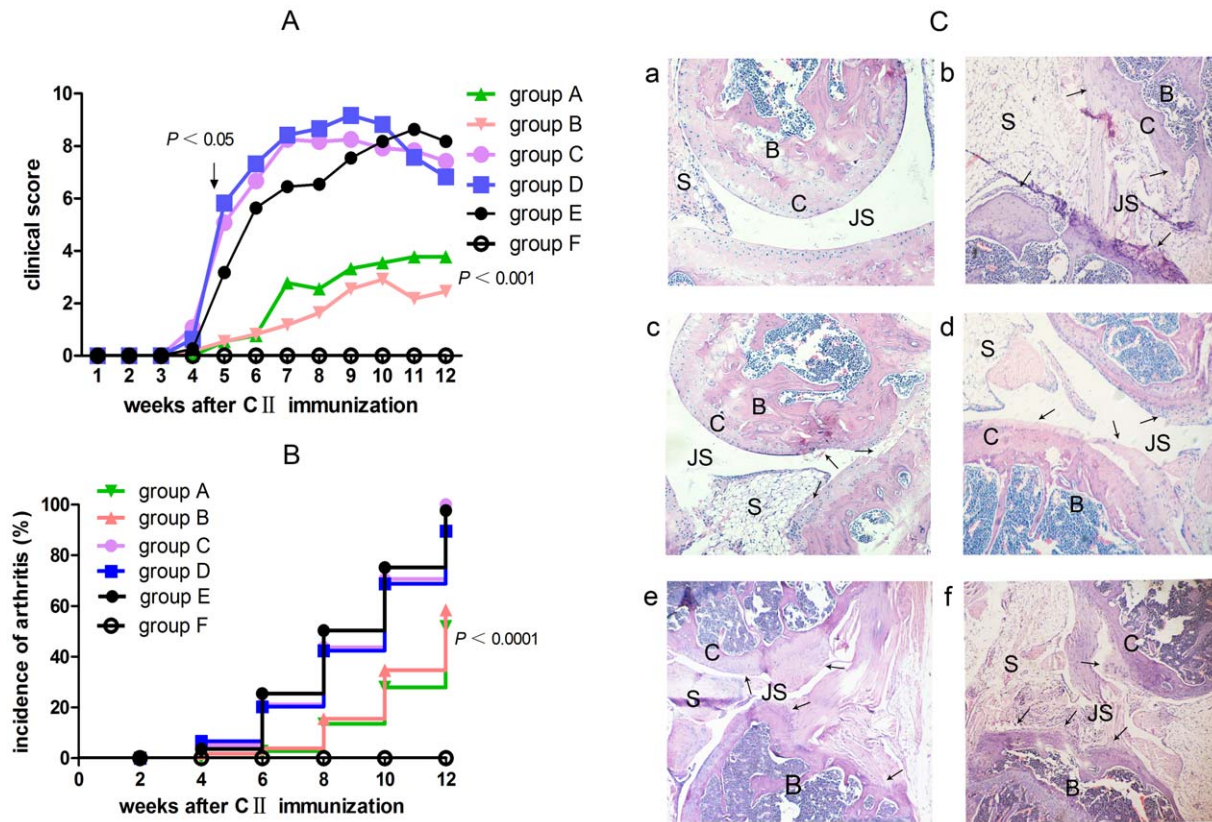 A
clinical score
10
8
6
4
2
0
P < 0.05
group A
group B
group C
group D
group E
group F
P < 0.001
1 2 3 4 5 6 7 8 9 10 11 12
weeks after C II immunization
B
incidence of arthritis (%)
100
80
60
40
20
0
group A
group B
group C
group D
group E
group F
P < 0.0001
0 2 4 6 8 10 12
weeks after C II immunization
C
a
B
S
C
JS
b
B
S
C
JS
c
C
B
JS
S
d
S
C
JS
B
e
C
S
JS
B
f
S
C
JS
B